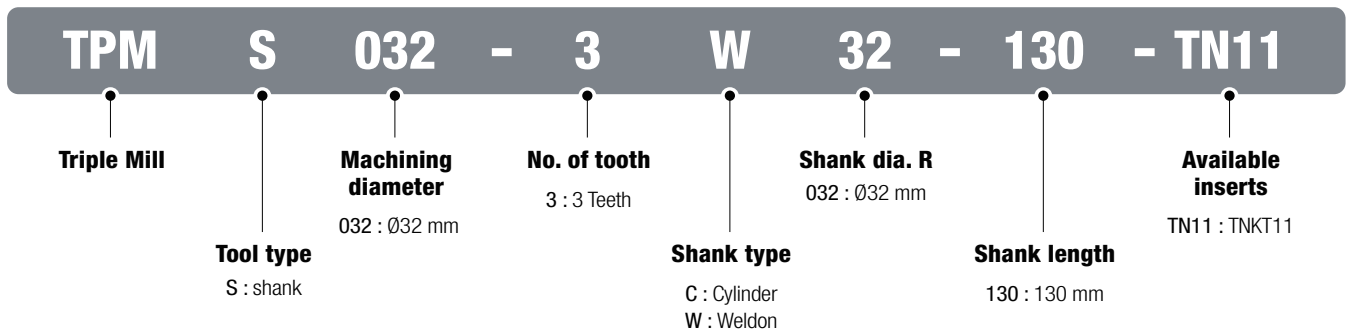 TPM S 032 - 3 W 32 - 130 - TN11
Triple Mill
Machining
diameter
032 : Ø32 mm
No. of tooth
3 : 3 Teeth
Shank dia. R
032 : Ø32 mm
Available
inserts
TN11 : TNKT11
Tool type
S : shank
Shank type
C : Cylinder
W : Weldon
Shank length
130 : 130 mm